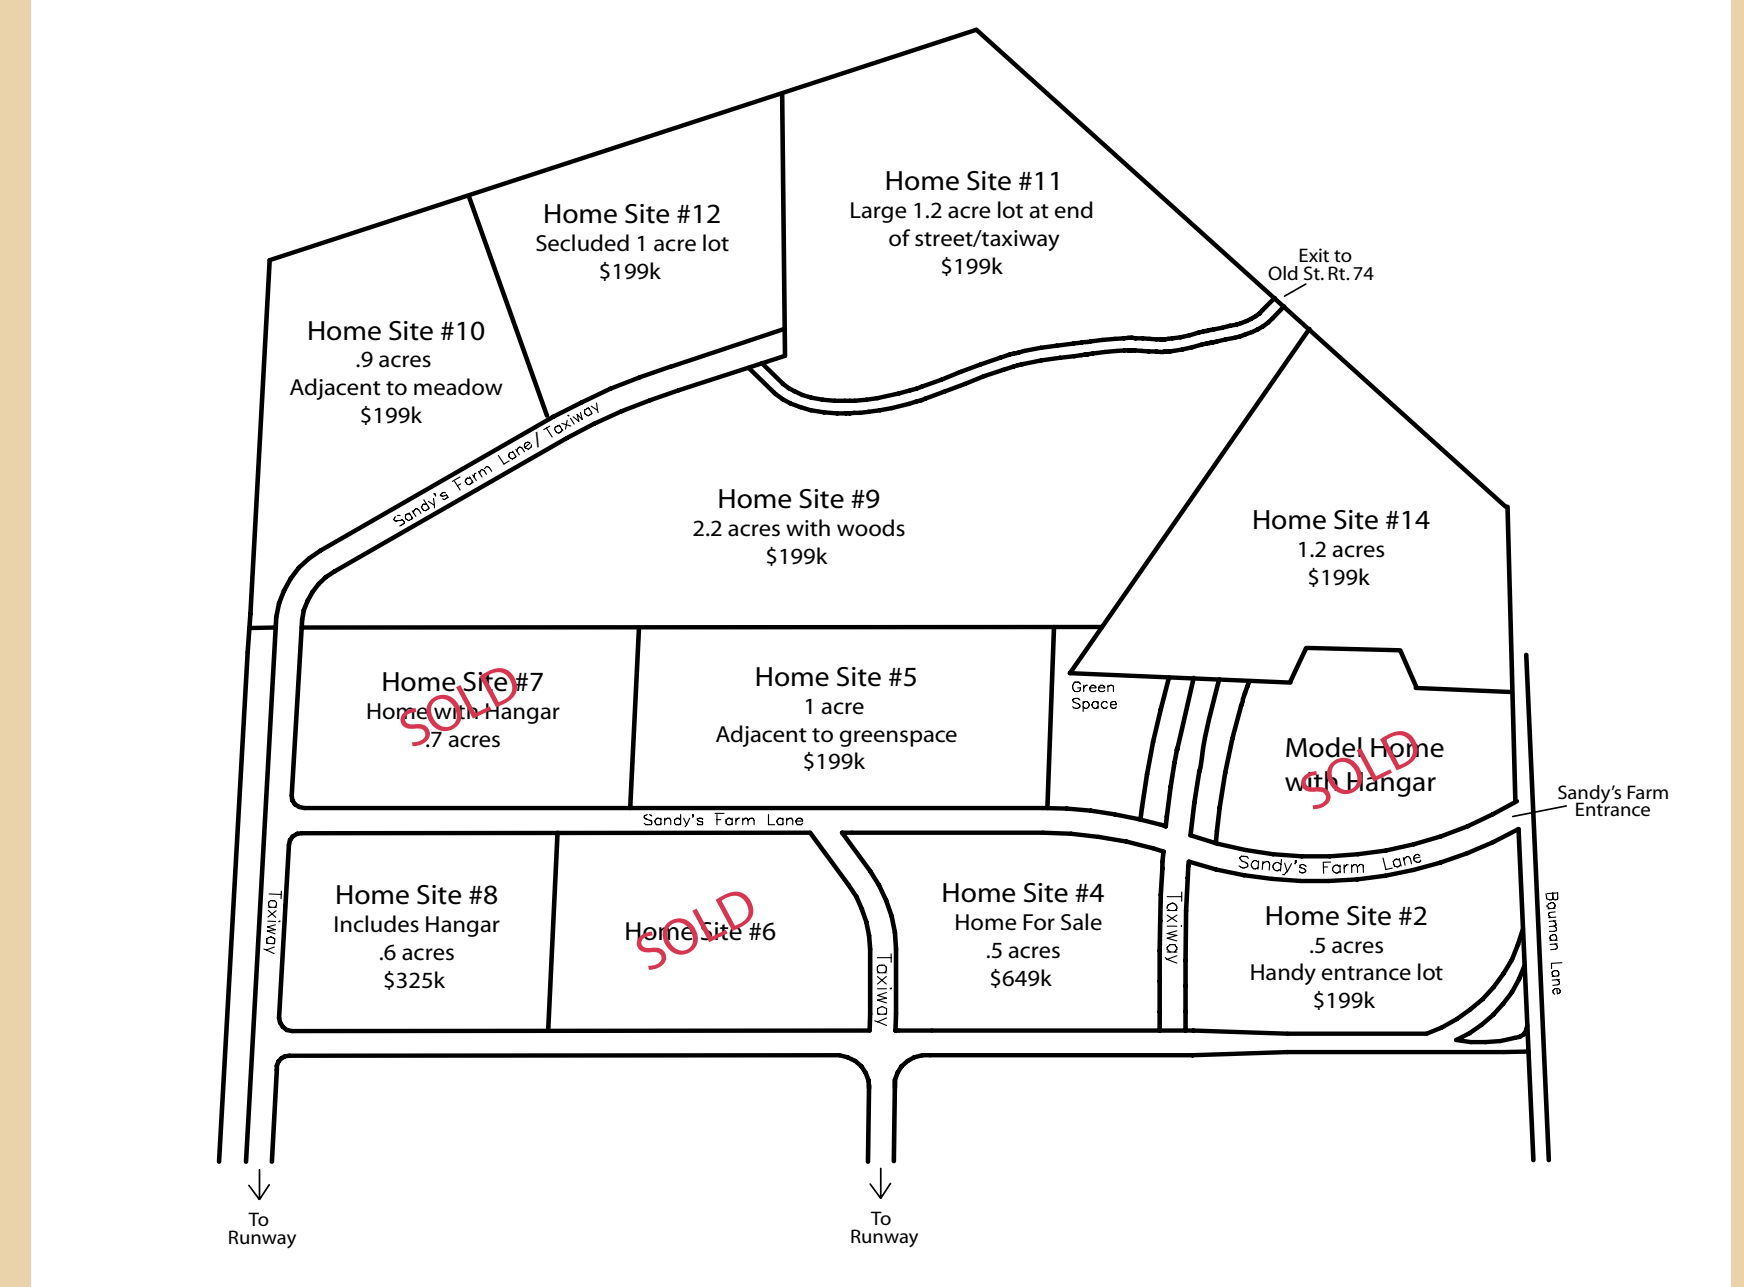 Home Site #11
Large 1.2 acre lot at end
of street/taxiway
$199k
Home Site #12
Secluded 1 acre lot
$199k
Exit to
Old St. Rt. 74
Home Site #10
.9 acres
Adjacent to meadow
$199k
Sandy's Farm Lane/Taxiway
Home Site #9
2.2 acres with woods
$199k
Home Site #14
1.2 acres
$199k
Home Site #7
Home with Hangar
.7 acres
SOLD
Home Site #5
1 acre
Adjacent to greenspace
$199k
Green
Space
Model Home
with Hangar
SOLD
Sandy's Farm
Entrance
Sandy's Farm Lane
Sandy's Farm Lane
Taxiway
Home Site #8
Includes Hangar
.6 acres
$325k
Home Site #6
SOLD
Taxiway
Home Site #4
Home For Sale
.5 acres
$649k
Taxiway
Home Site #2
.5 acres
Handy entrance lot
$199k
Bauman Lane
To
Runway
To
Runway